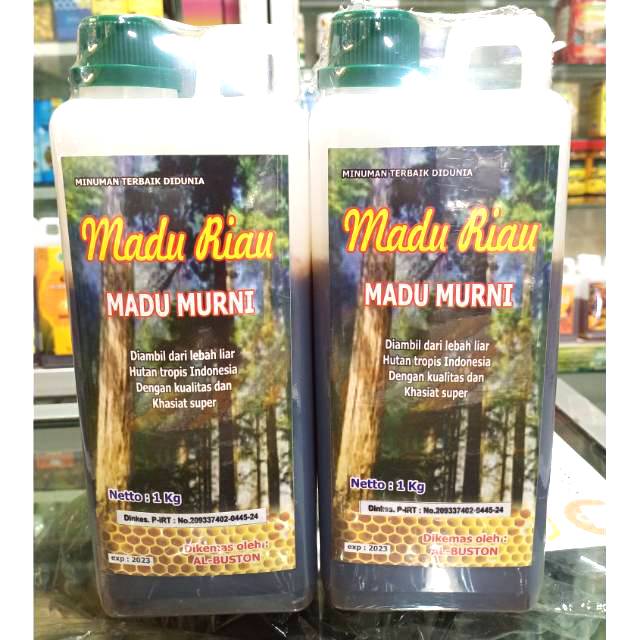 MINUMAN TERBAIK DIDUNIA
Madu Riau
MADU MURNI
Diambil dari lebah liar
Hutan tropis Indonesia
Dengan kualitas dan
Khasiat super
Netto : 1 Kg
Dinkes. P-IRT : No.209337402-0445-24
exp : 2023
Dikemas oleh :
AL-BUSTON
MINUMAN TERBAIK DIDUNIA
Madu Riau
MADU MURNI
Diambil dari lebah liar
Hutan tropis Indonesia
Dengan kualitas dan
Khasiat super
Netto : 1 Kg
Dinkes. P-IRT : No.209337402-0445-24
exp : 2023
Dikemas oleh :
AL-BUSTON